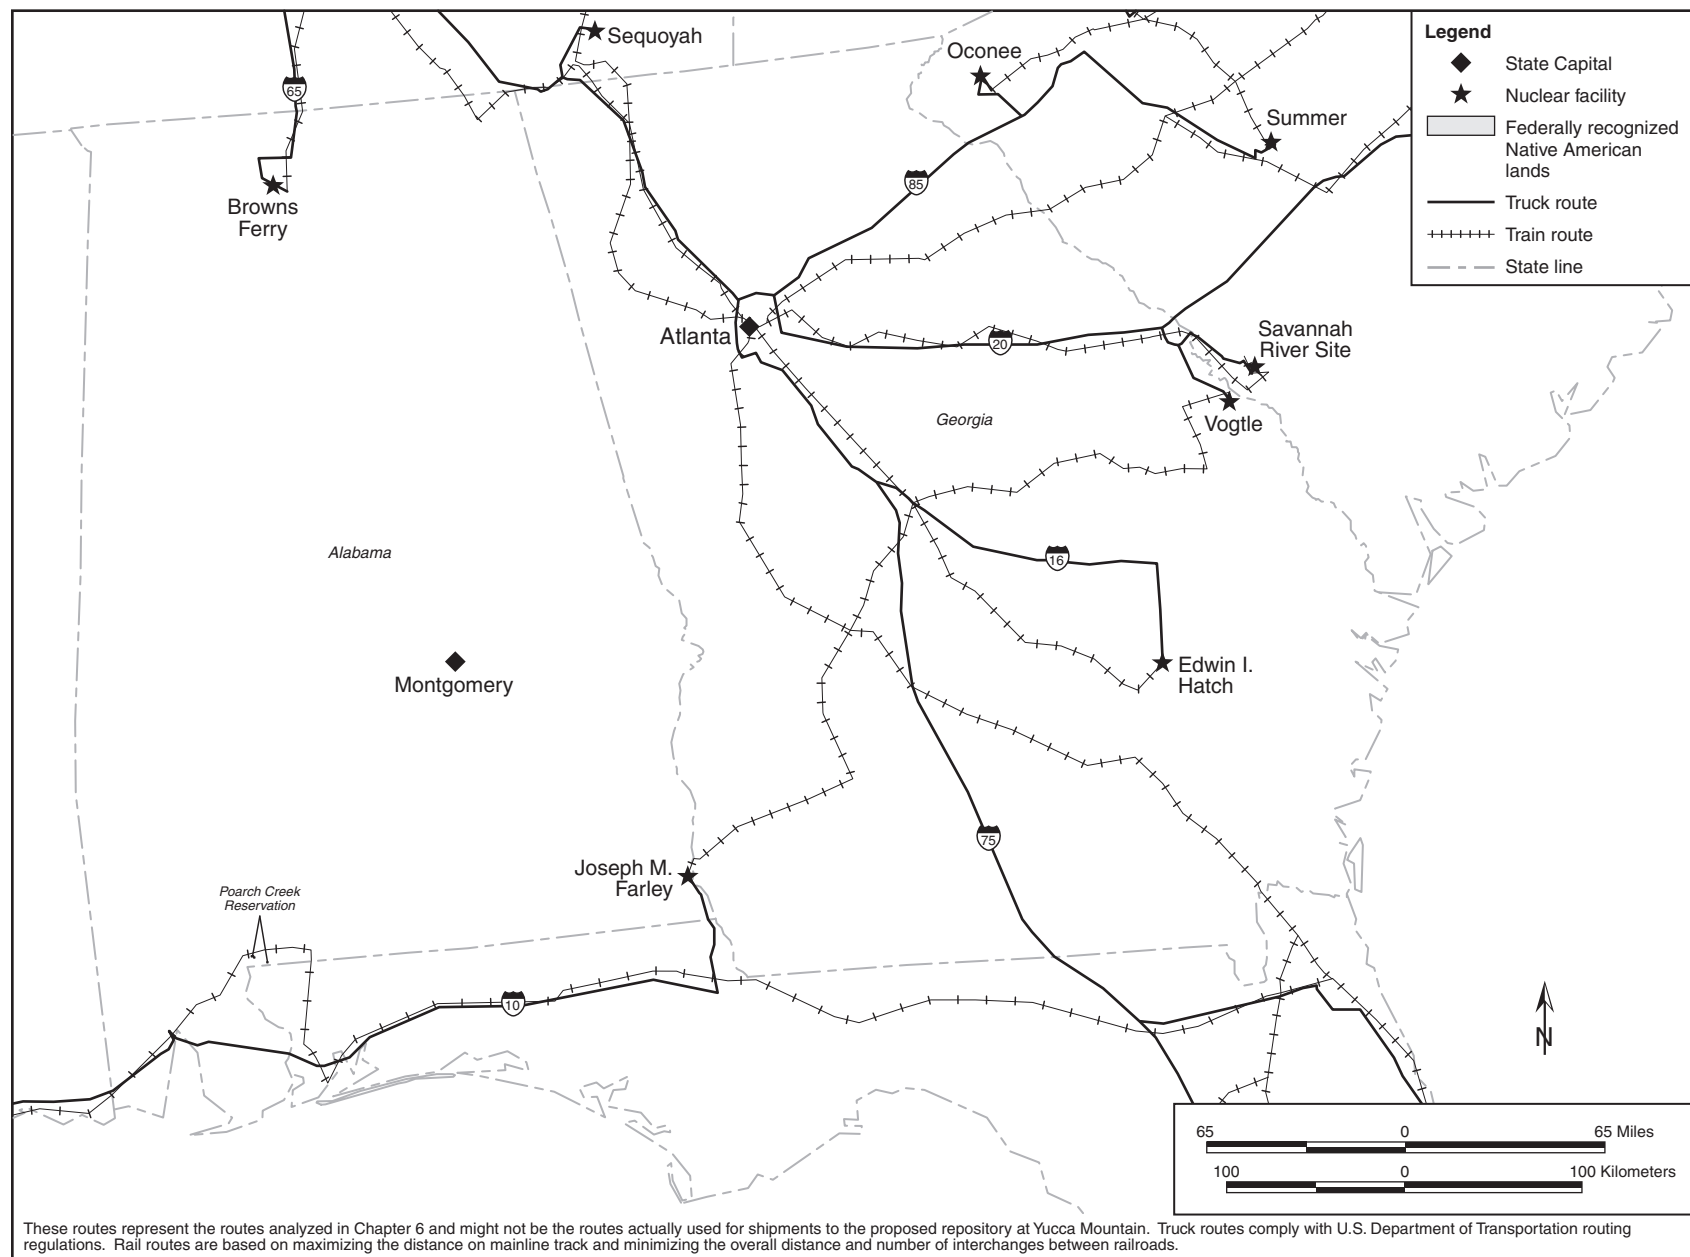 Sequoyah
Oconee
Legend
State Capital
Nuclear facility
Federally recognized
Native American
lands
Truck route
Train route
State line
65
Summer
85
Browns
Ferry
Atlanta
20
Savannah
River Site
Georgia
Vogtle
Alabama
16
Montgomery
Edwin I.
Hatch
75
Joseph M.
Farley
Poarch Creek
Reservation
10
N
65 0 65 Miles
100 0 100 Kilometers
These routes represent the routes analyzed in Chapter 6 and might not be the routes actually used for shipments to the proposed repository at Yucca Mountain. Truck routes comply with U.S. Department of Transportation routing
regulations. Rail routes are based on maximizing the distance on mainline track and minimizing the overall distance and number of interchanges between railroads.